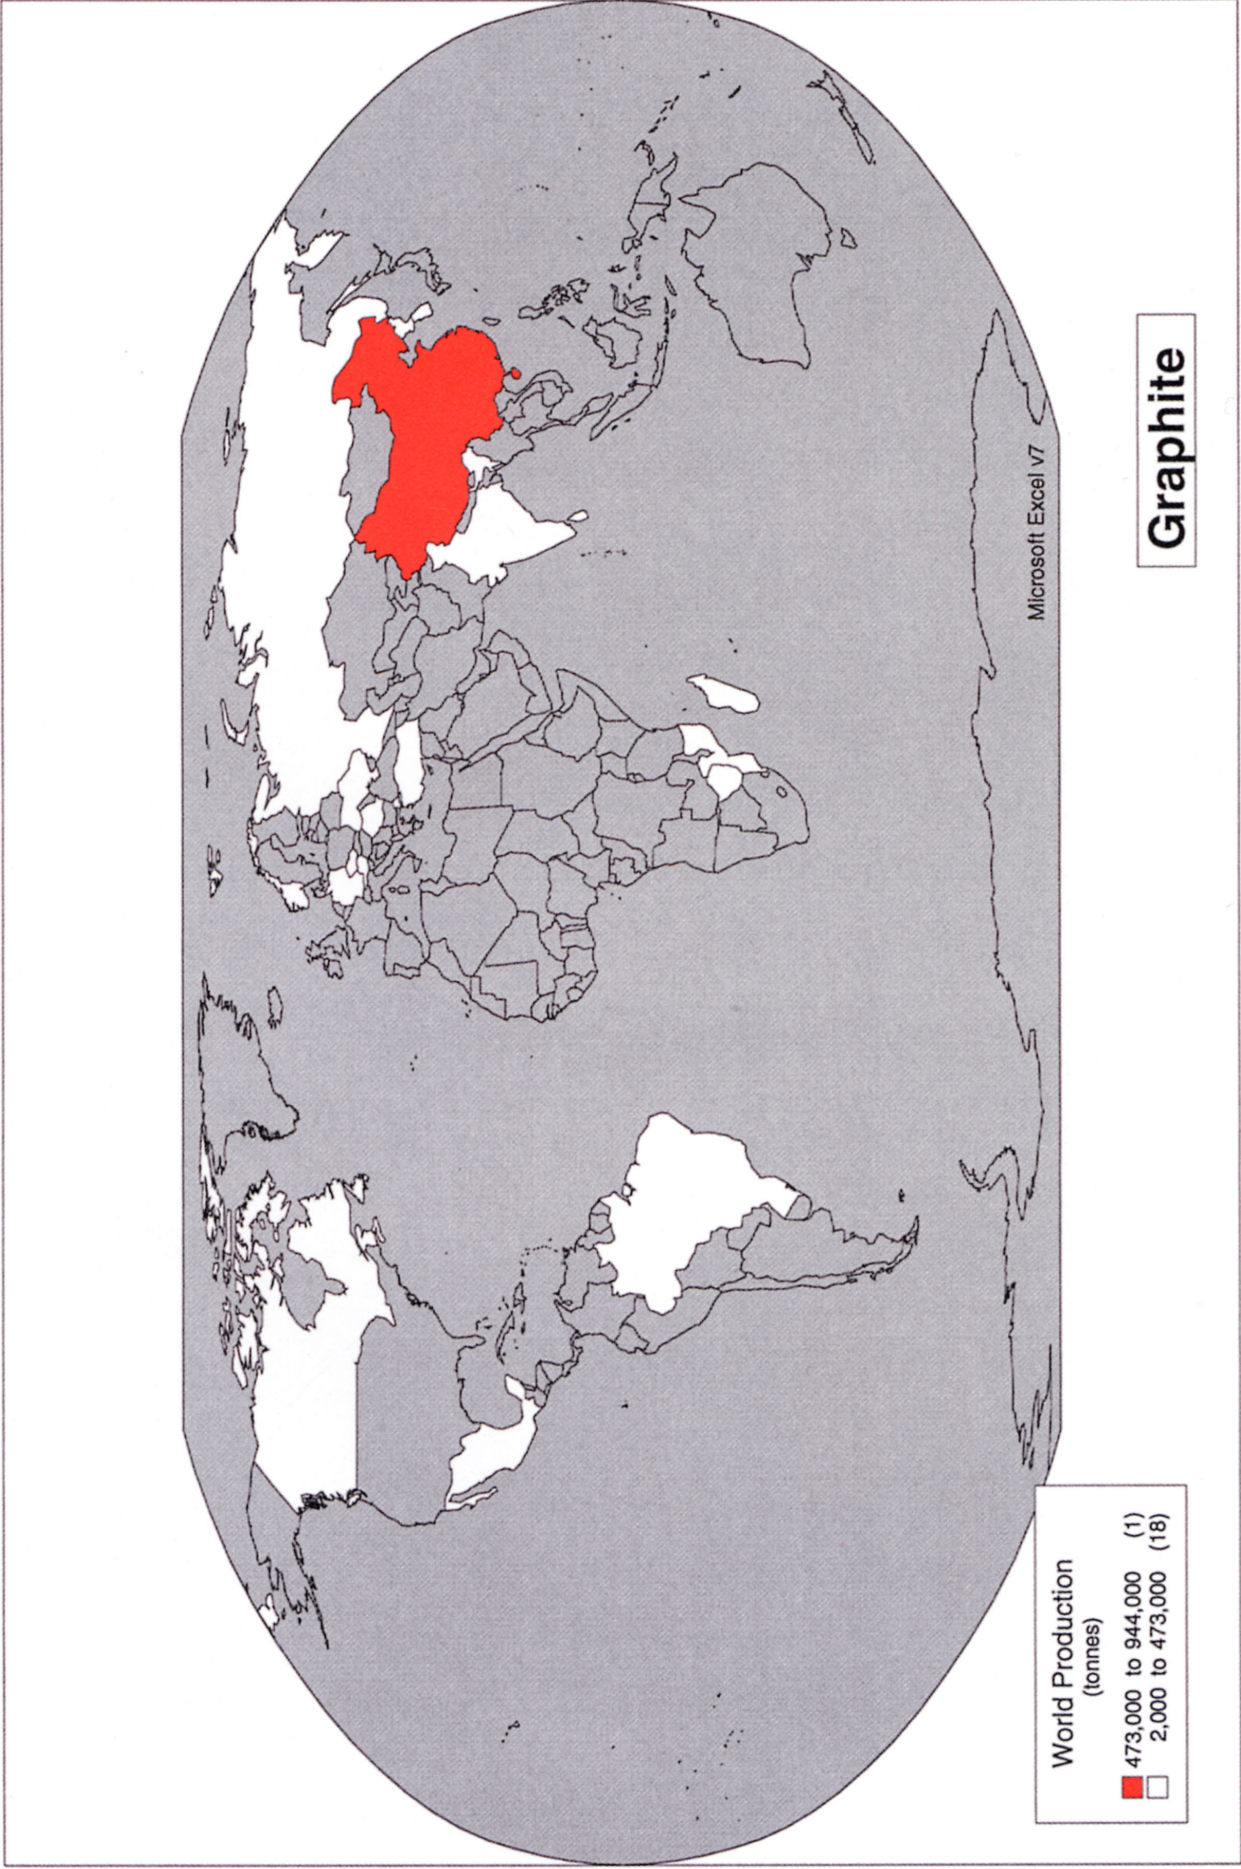 Microsoft Excel v7
Graphite
World Production
(tonnes)
473,000 to 944,000 (1)
2,000 to 473,000 (18)